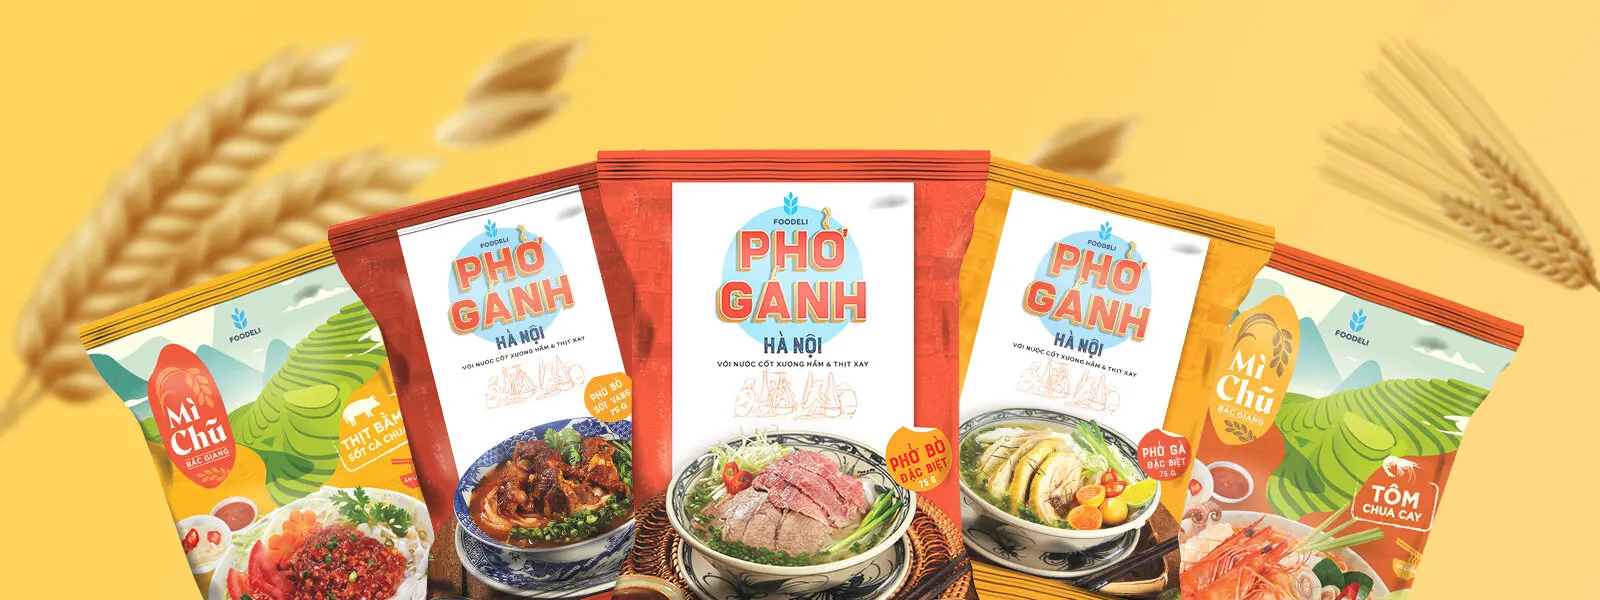 FOODELI
Mì
Chũ
BẮC GIANG
THỊT BẰM
SỐT CÀ CHUA
FOODELI
PHỞ
GÁNH
HÀ NỘI
VỚI NƯỚC CỐT XƯƠNG HẦM & THỊT XAY
PHỞ BÒ
SỐT VANG
75 G
FOODELI
PHỞ
GÁNH
HÀ NỘI
VỚI NƯỚC CỐT XƯƠNG HẦM & THỊT XAY
PHỞ BÒ
ĐẶC BIỆT
75 G
FOODELI
PHỞ
GÁNH
HÀ NỘI
VỚI NƯỚC CỐT XƯƠNG HẦM & THỊT XAY
PHỞ GÀ
ĐẶC BIỆT
75 G
FOODELI
Mì
Chũ
BẮC GIANG
TÔM
CHUA CAY